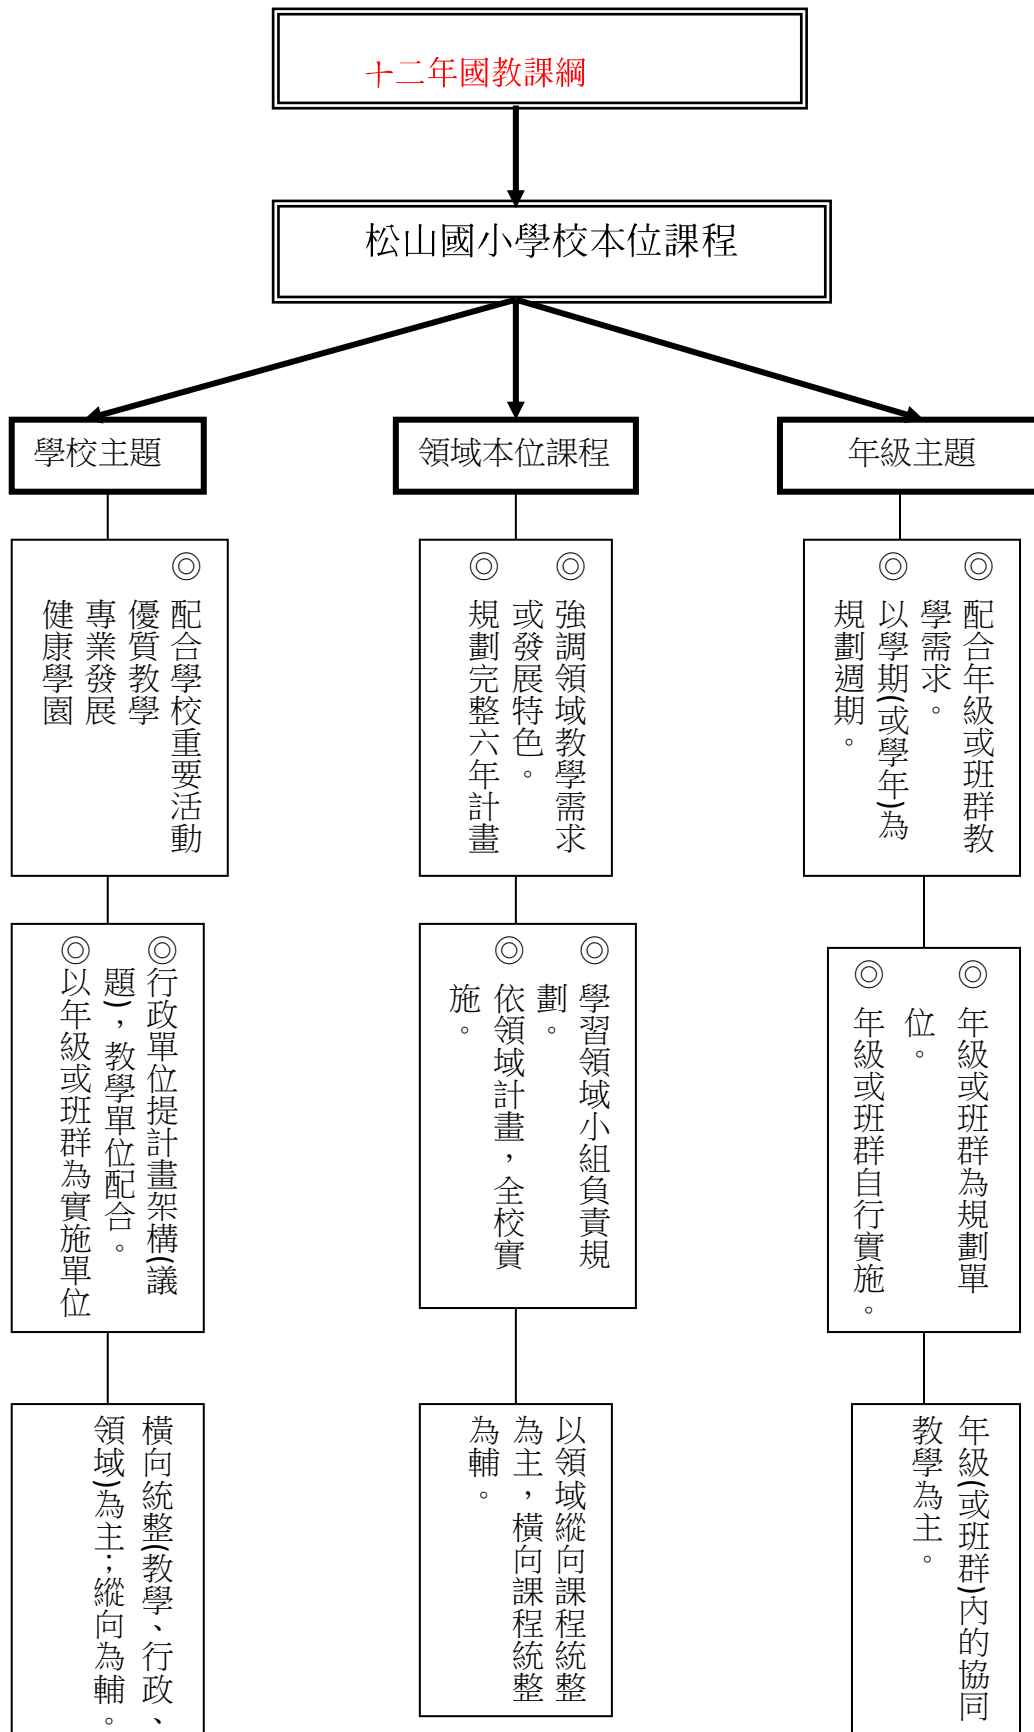 十二年國教課綱
松山國小學校本位課程
學校主題
領域本位課程
年級主題
◎配合學校重要活動
優質教學
專業發展
健康學園
◎強調領域教學需求
或發展特色。
◎規劃完整六年計畫
◎配合年級或班群教
學需求。
◎以學期(或學年)為
規劃週期。
◎行政單位提計畫架構(議
題)，教學單位配合。
◎以年級或班群為實施單位
◎學習領域小組負責規
劃。
◎依領域計畫，全校實
施。
◎年級或班群為規劃單
位。
◎年級或班群自行實施。
橫向統整(教學、行政、
領域)為主；縱向為輔。
以領域縱向課程統整
為主，橫向課程統整
為輔。
年級(或班群)內的協同
教學為主。